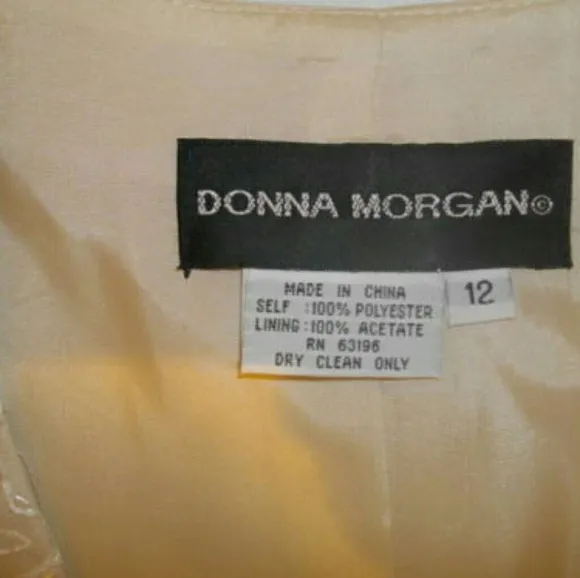 DONNA MORGAN©
MADE IN CHINA
SELF :100% POLYESTER
LINING:100% ACETATE
RN 63196
DRY CLEAN ONLY
12